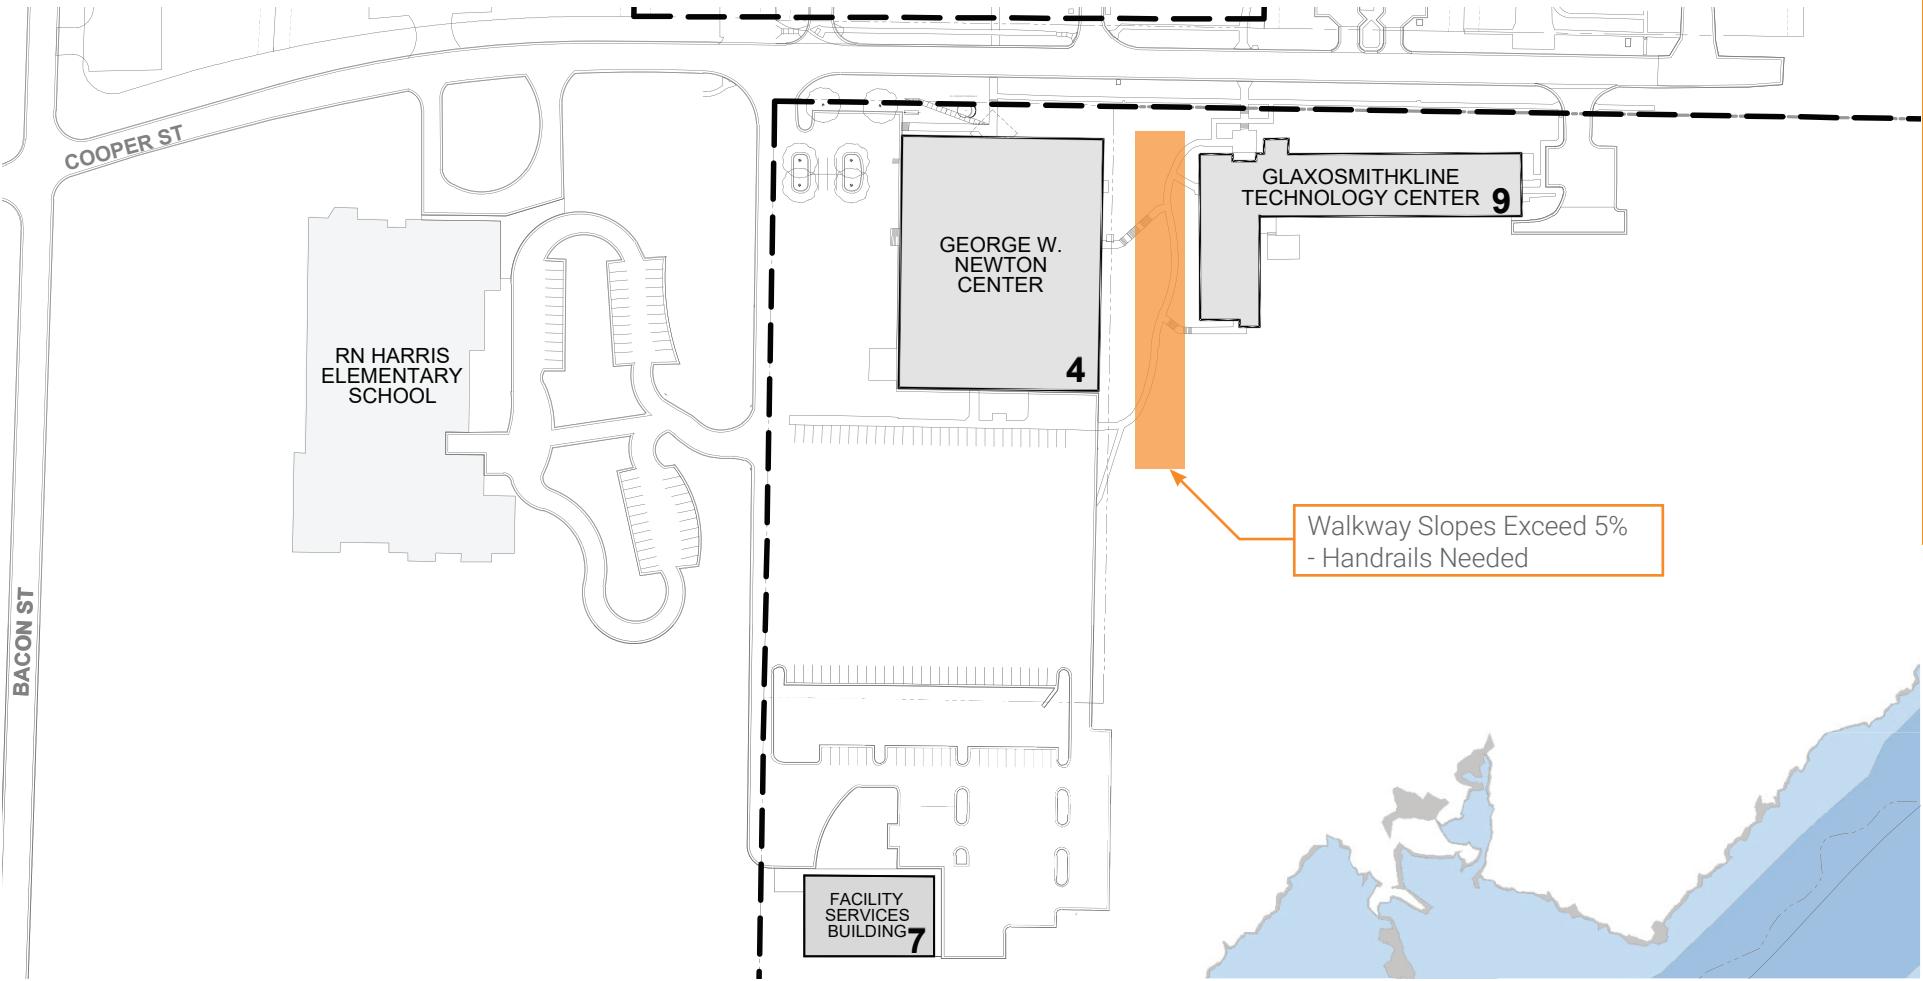 COOPER ST
GLAXOSMITHKLINE
TECHNOLOGY CENTER 9
GEORGE W.
NEWTON
CENTER
4
RN HARRIS
ELEMENTARY
SCHOOL
Walkway Slopes Exceed 5%
- Handrails Needed
BACON ST
FACILITY
SERVICES
BUILDING 7